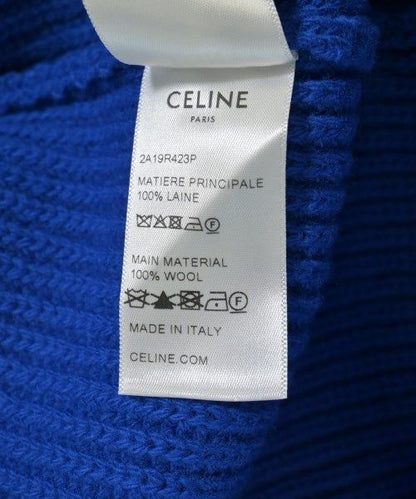 CELINE
PARIS
2A19R423P
MATIERE PRINCIPALE
100% LAINE
F
MAIN MATERIAL
100% WOOL
F
MADE IN ITALY
CELINE.COM